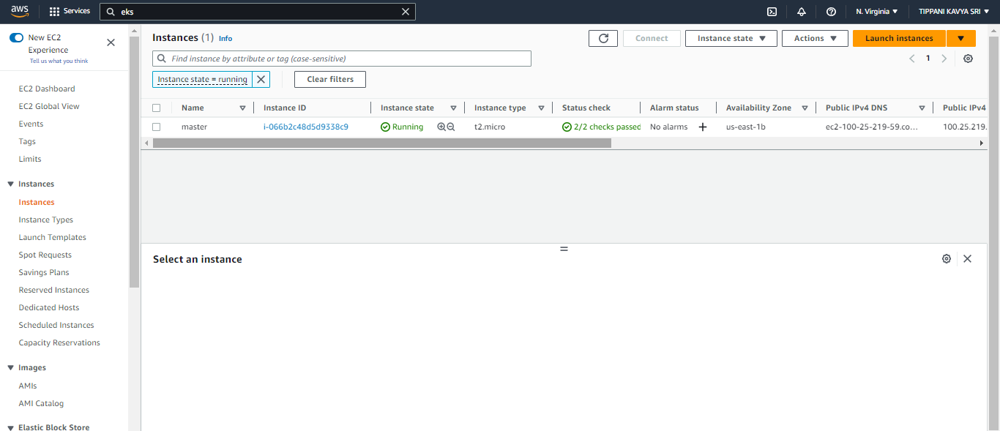 aws Services eks N. Virginia TIPPANI KAVYA SRI
New EC2
Experience
Tell us what you think
EC2 Dashboard
EC2 Global View
Events
Tags
Limits
Instances
Instances
Instance Types
Launch Templates
Spot Requests
Savings Plans
Reserved Instances
Dedicated Hosts
Scheduled Instances
Capacity Reservations
Images
AMIs
AMI Catalog
Elastic Block Store
Instances (1) Info Connect Instance state Actions Launch instances
Find instance by attribute or tag (case-sensitive) 1
Instance state = running Clear filters
Name Instance ID Instance state Instance type Status check Alarm status Availability Zone Public IPv4 DNS Public IPv4
master i-066b2c48d5d9338c9 Running t2.micro 2/2 checks passed No alarms + us-east-1b ec2-100-25-219-59.co... 100.25.219.
Select an instance